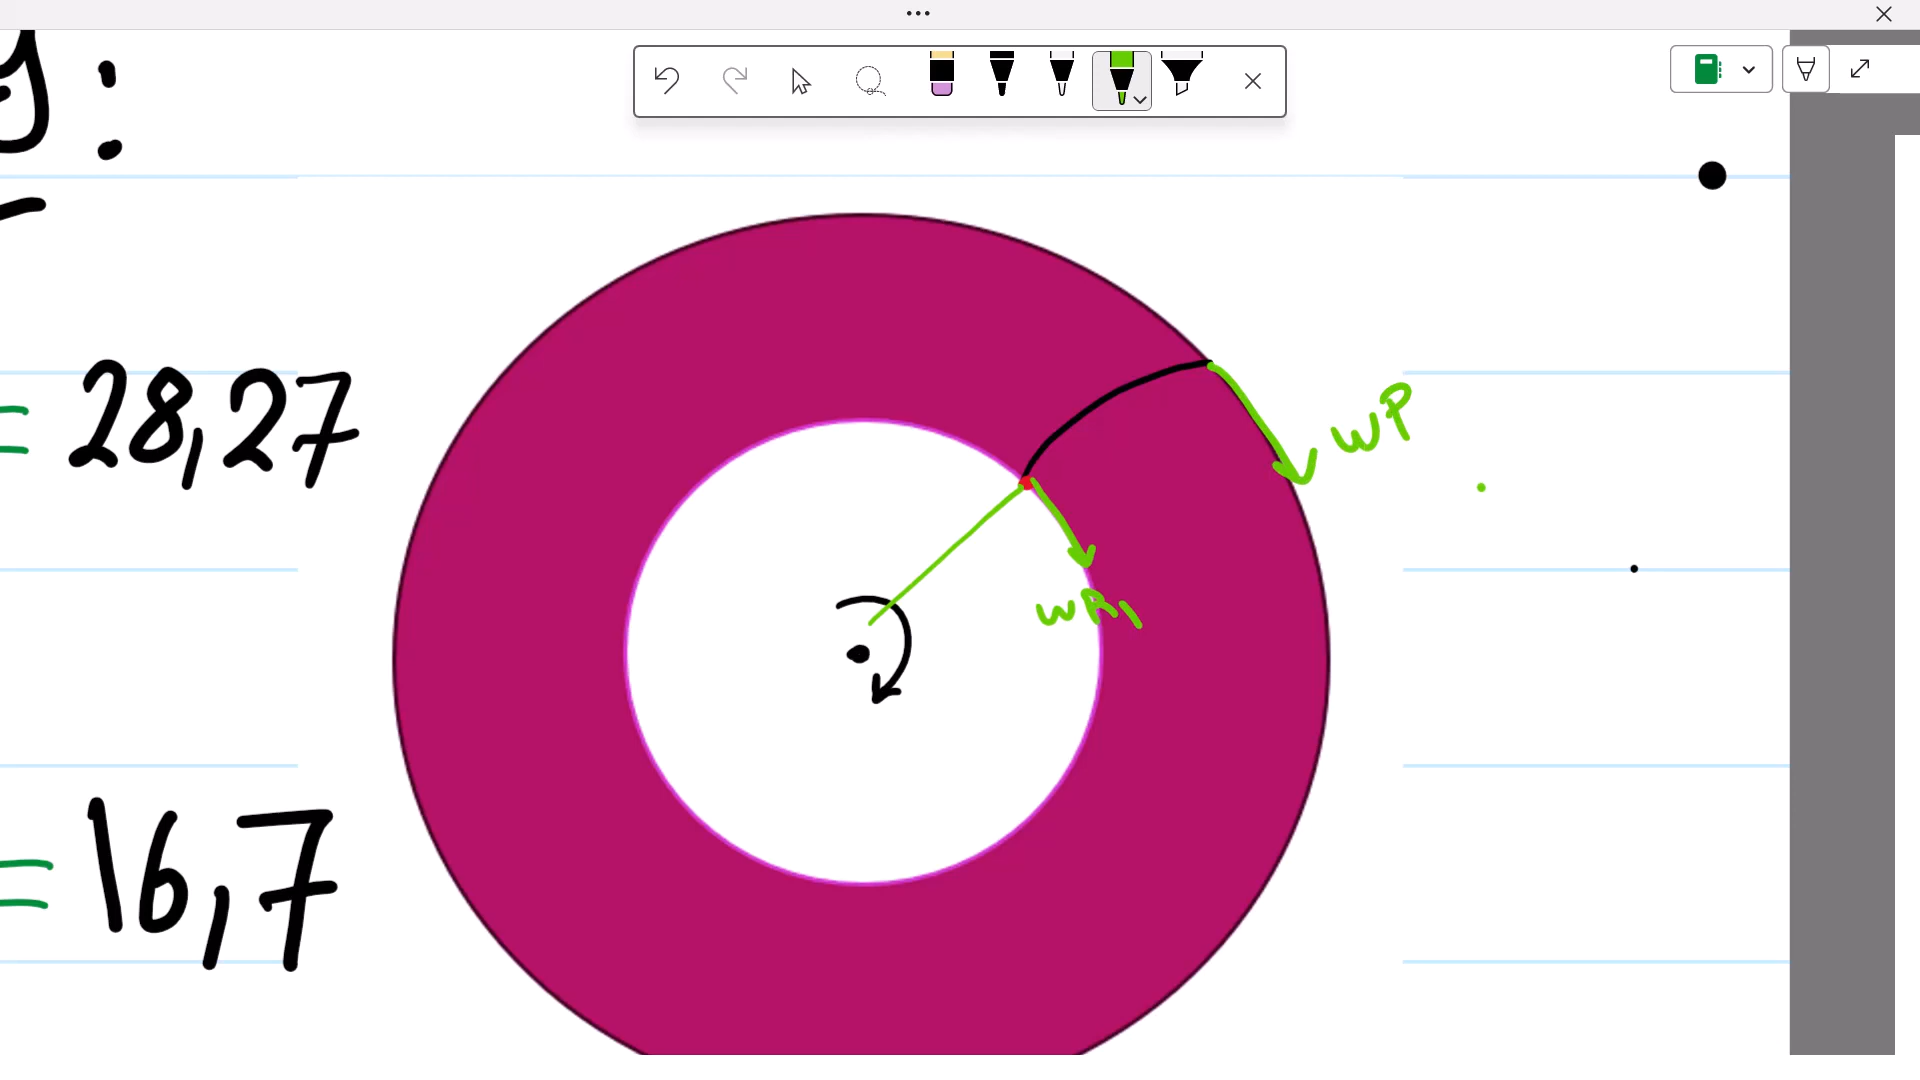 :
= 28,27
wP
wR1
= 16,7